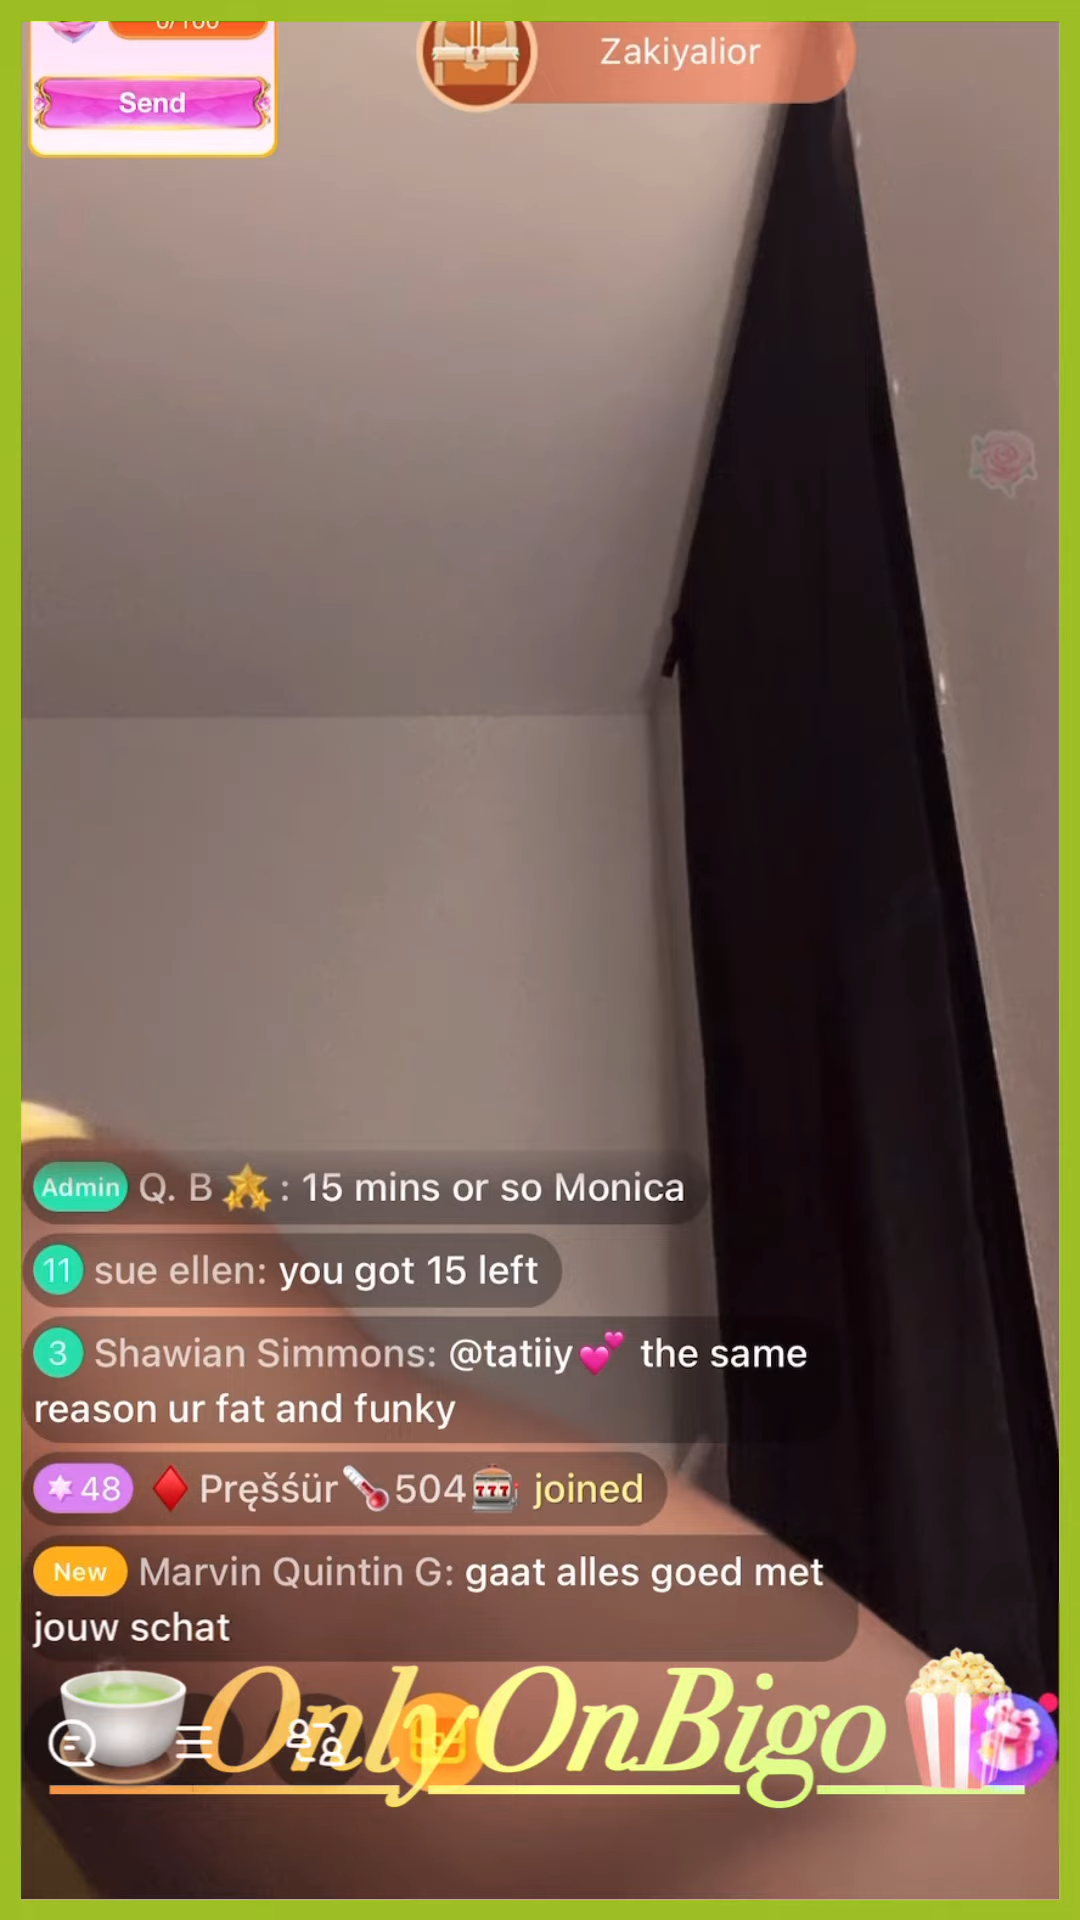 Send
Zakiyalior
Admin Q. B : 15 mins or so Monica
11 sue ellen: you got 15 left
3 Shawian Simmons: @tatiiy💕 the same
reason ur fat and funky
48 ♦️ Pręšśür🌡️504🎰 joined
New Marvin Quintin G: gaat alles goed met
jouw schat
OnlyOnBigo